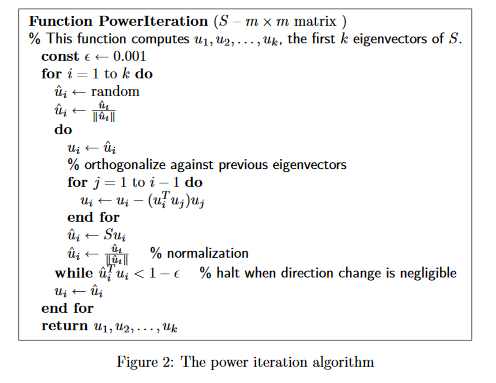 Function PowerIteration (S – m × m matrix )
% This function computes u₁, u₂, . . . , uₖ, the first k eigenvectors of S.
const ϵ ← 0.001
for i = 1 to k do
ûᵢ ← random
ûᵢ ← ûᵢ / ‖ûᵢ‖
do
uᵢ ← ûᵢ
% orthogonalize against previous eigenvectors
for j = 1 to i − 1 do
uᵢ ← uᵢ − (uᵢᵀuⱼ)uⱼ
end for
ûᵢ ← Suᵢ
ûᵢ ← ûᵢ / ‖ûᵢ‖ % normalization
while ûᵢᵀuᵢ < 1 − ϵ % halt when direction change is negligible
uᵢ ← ûᵢ
end for
return u₁, u₂, . . . , uₖ
Figure 2: The power iteration algorithm